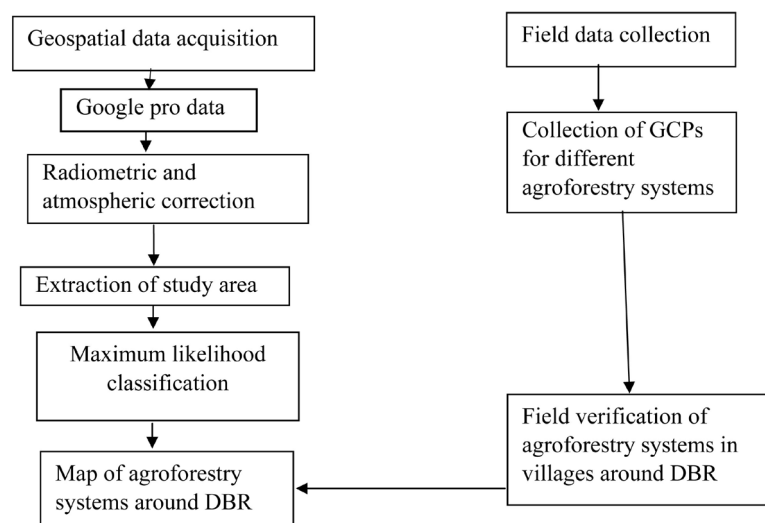 Geospatial data acquisition
Google pro data
Radiometric and
atmospheric correction
Extraction of study area
Maximum likelihood
classification
Map of agroforestry
systems around DBR
Field data collection
Collection of GCPs
for different
agroforestry systems
Field verification of
agroforestry systems in
villages around DBR